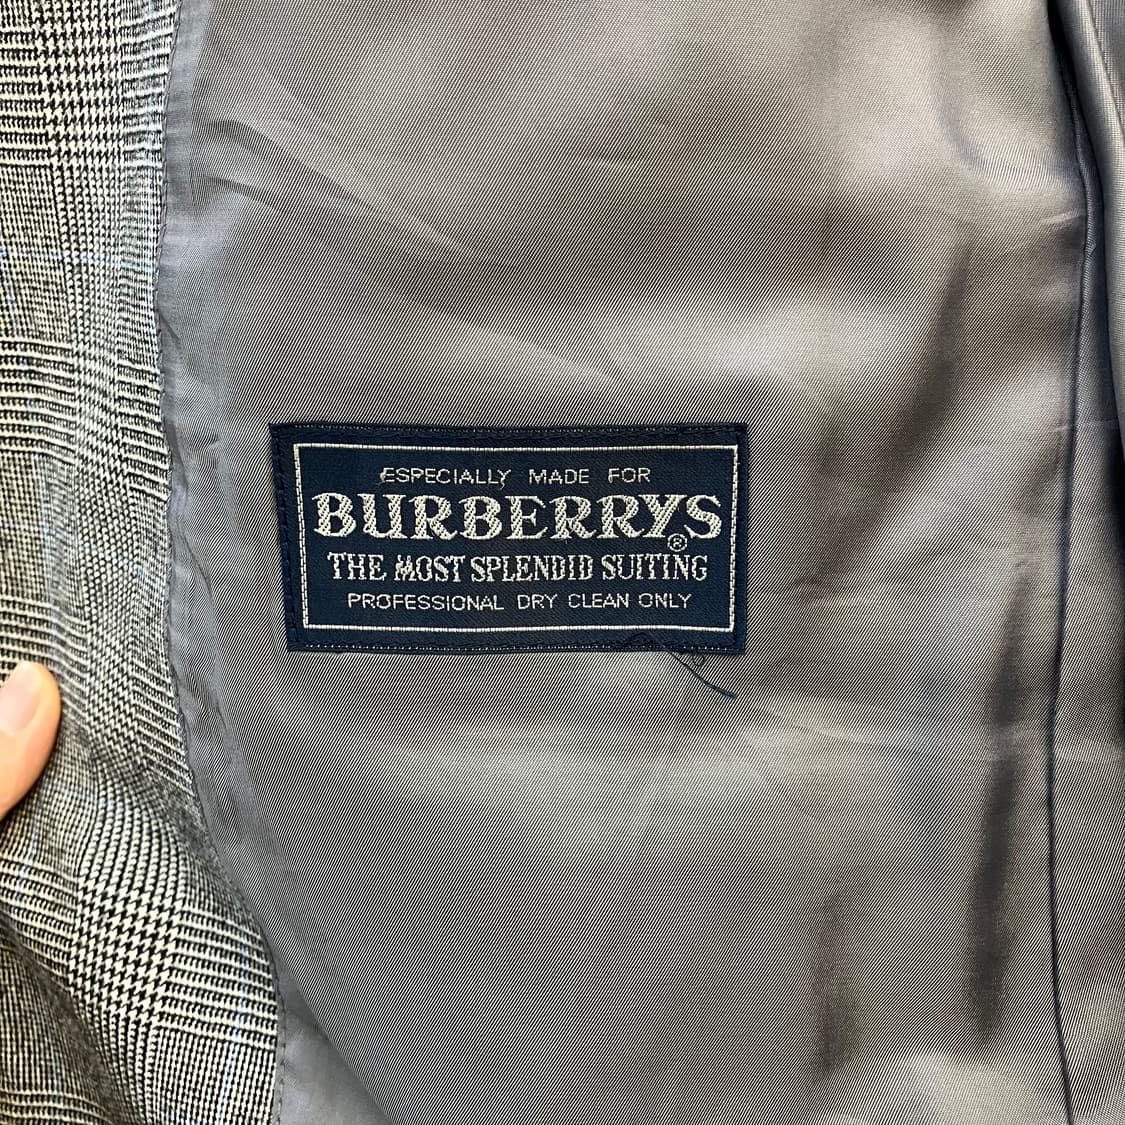 ESPECIALLY MADE FOR
BURBERRYS®
THE MOST SPLENDID SUITING
PROFESSIONAL DRY CLEAN ONLY